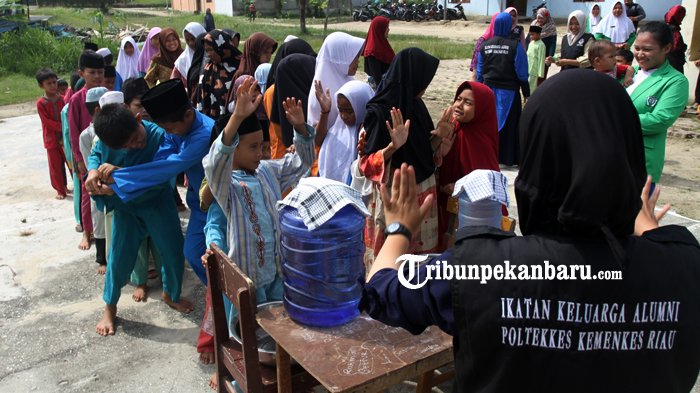 © Tribunpekanbaru.com
IKATAN KELUARGA ALUMNI
POLTEKKES KEMENKES RIAU